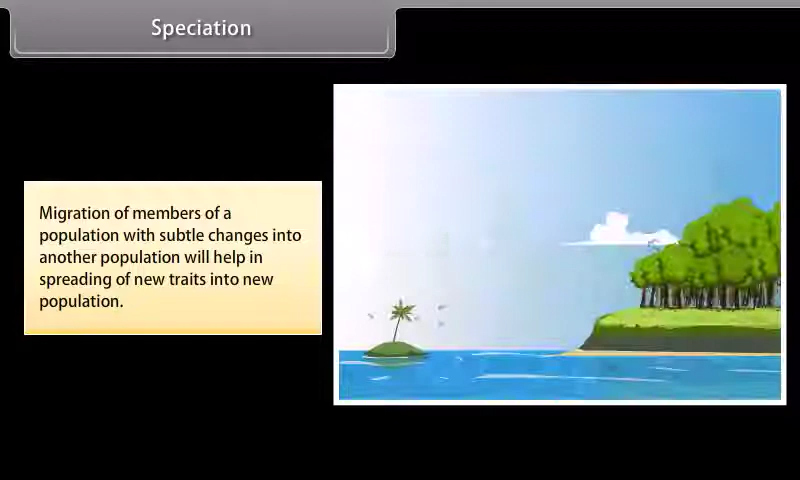 Speciation
Migration of members of a
population with subtle changes into
another population will help in
spreading of new traits into new
population.